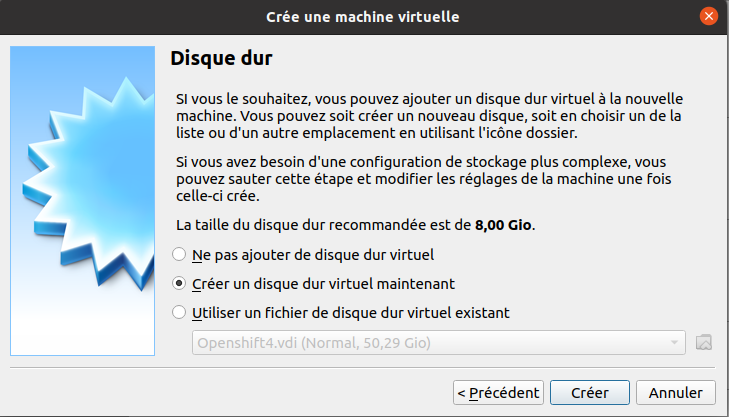 Crée une machine virtuelle
Disque dur
SI vous le souhaitez, vous pouvez ajouter un disque dur virtuel à la nouvelle
machine. Vous pouvez soit créer un nouveau disque, soit en choisir un de la
liste ou d'un autre emplacement en utilisant l'icône dossier.
Si vous avez besoin d'une configuration de stockage plus complexe, vous
pouvez sauter cette étape et modifier les réglages de la machine une fois
celle-ci crée.
La taille du disque dur recommandée est de 8,00 Gio.
Ne pas ajouter de disque dur virtuel
Créer un disque dur virtuel maintenant
Utiliser un fichier de disque dur virtuel existant
Openshift4.vdi (Normal, 50,29 Gio)
< Précédent
Créer
Annuler